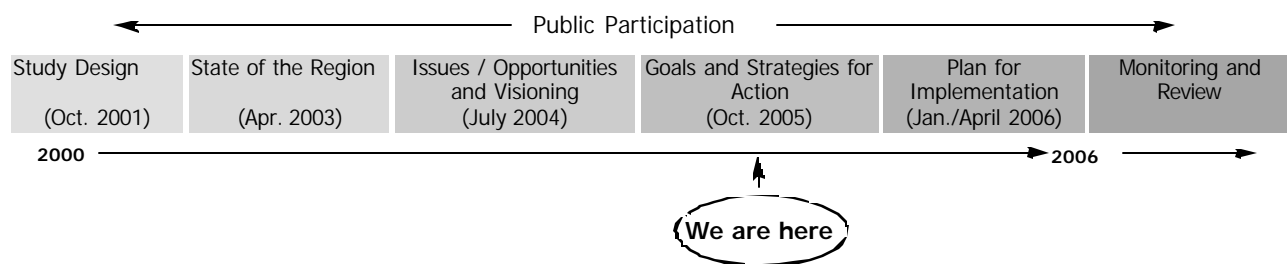 Public Participation
Study Design
(Oct. 2001)
State of the Region
(Apr. 2003)
Issues / Opportunities
and Visioning
(July 2004)
Goals and Strategies for
Action
(Oct. 2005)
Plan for
Implementation
(Jan./April 2006)
Monitoring and
Review
2000
2006
We are here